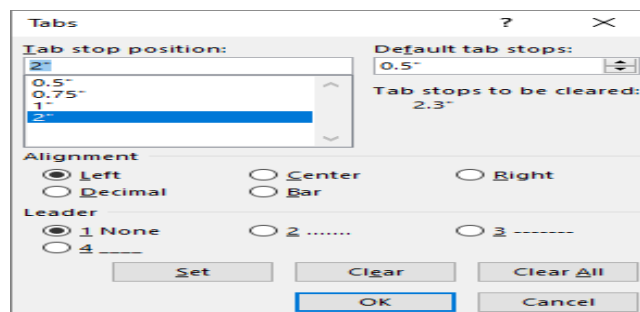 Tabs ?
Tab stop position: Default tab stops:
2" 0.5"
0.5"
0.75"
1"
2"
Tab stops to be cleared:
2.3"
Alignment
Left Center Right
Decimal Bar
Leader
1 None 2 ....... 3 -------
4 ____
Set Clear Clear All
OK Cancel